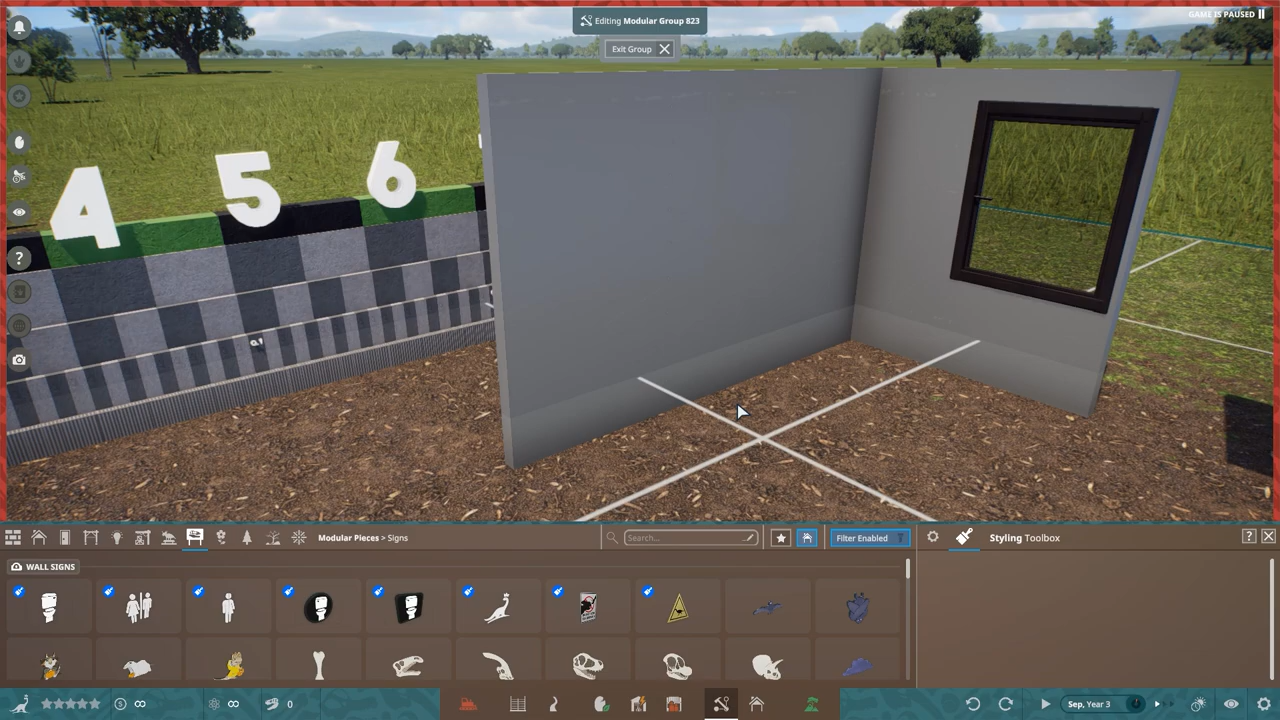 Editing Modular Group 823
GAME IS PAUSED
Exit Group
4 5 6
Modular Pieces > Signs
Search...
Filter Enabled
Styling Toolbox
WALL SIGNS
0
Sep, Year 3